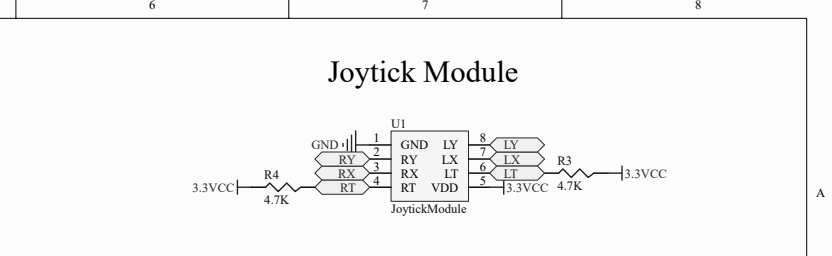 6 7 8
Joytick Module
U1
GND 1 GND LY 8 LY
RY 2 RY LX 7 LX R3
RX 3 RX LT 6 LT 3.3VCC
R4
3.3VCC RT 4 RT VDD 5 3.3VCC 4.7K
4.7K
JoytickModule
A